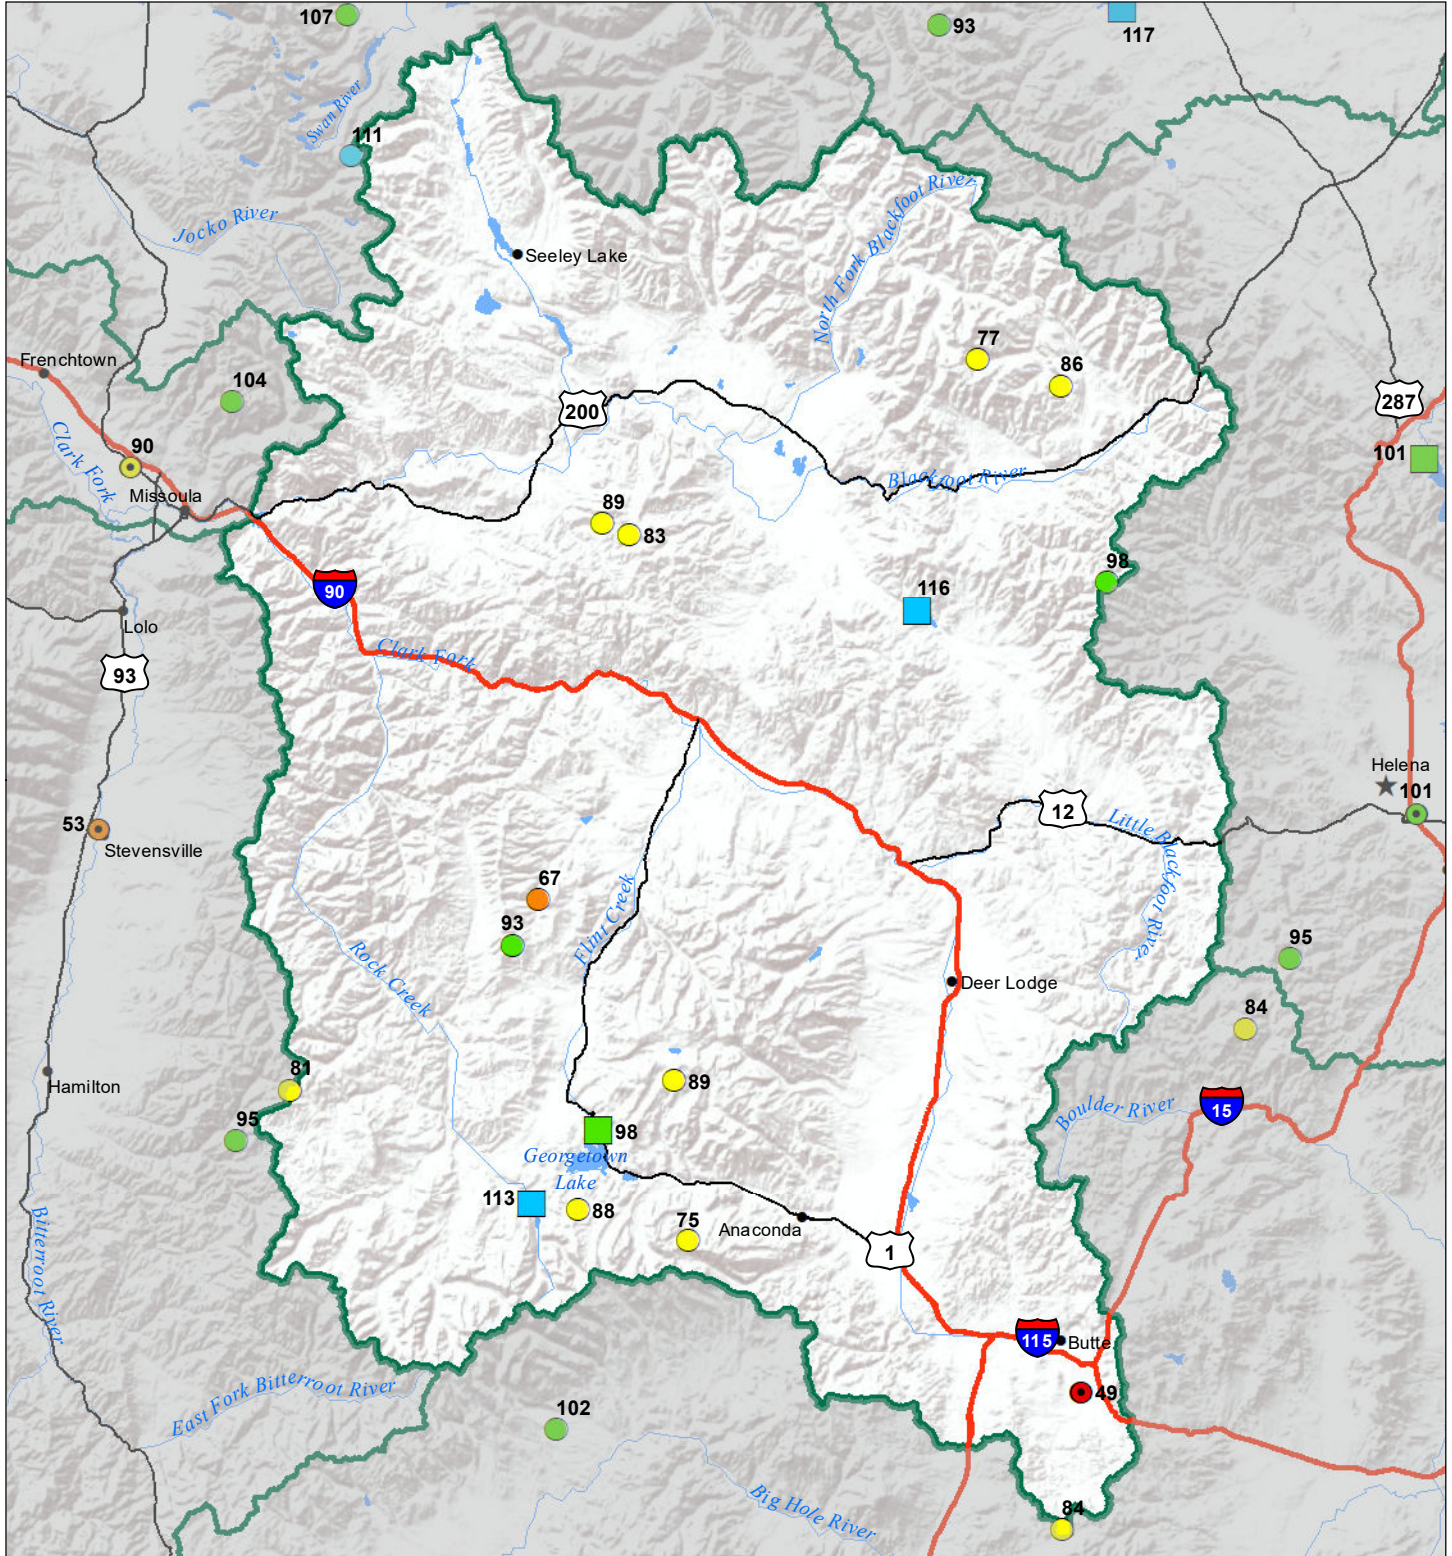 107
93
117
Swan River
111
Jocko River
North Fork Blackfoot River
Seeley Lake
77
86
Frenchtown
104
200
287
Clark Fork
90
101
Blackfoot River
Missoula
89
83
98
90
116
Lolo
Clark Fork
93
Helena
101
12
Little Blackfoot River
53
Stevensville
67
Flint Creek
93
Rock Creek
95
Deer Lodge
84
81
Hamilton
89
15
Boulder River
95
98
Georgetown
Lake
113
88
75
Anaconda
1
Bitterroot River
115
Butte
East Fork Bitterroot River
49
102
Big Hole River
84